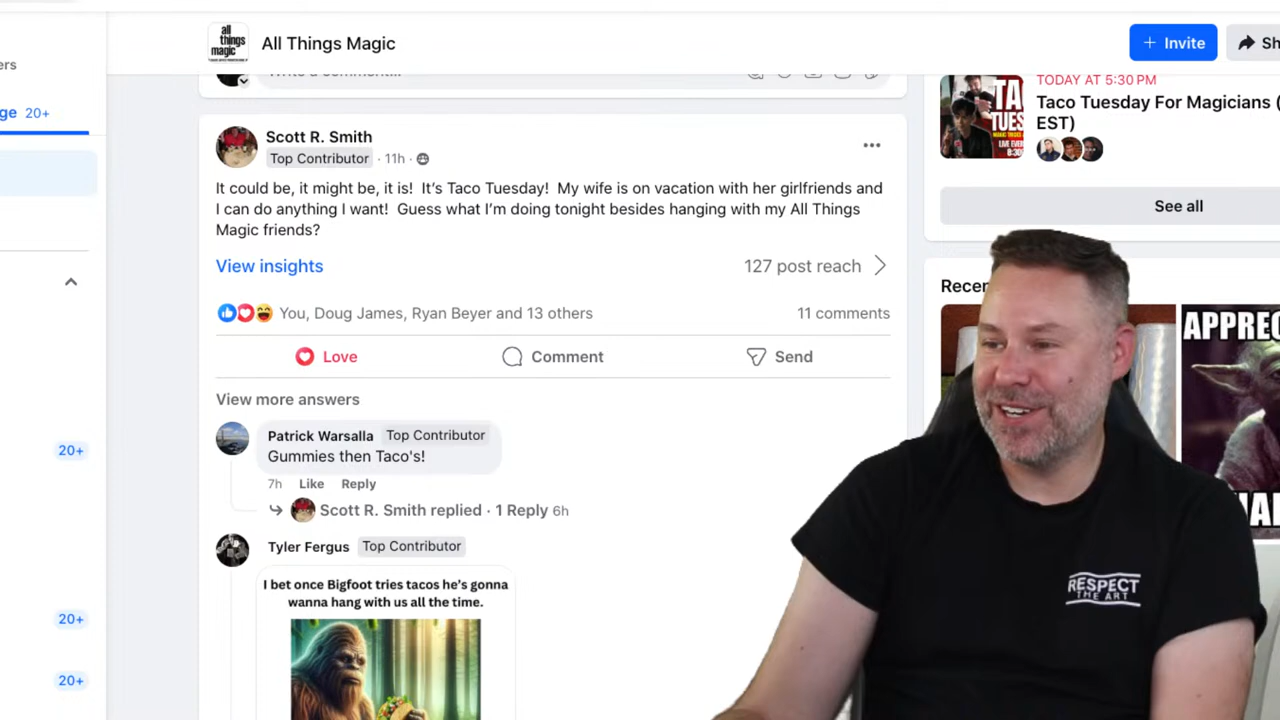 all things magic
All Things Magic
+ Invite
Sh
ers
ge 20+
Scott R. Smith
Top Contributor · 11h ·
It could be, it might be, it is!  It's Taco Tuesday!  My wife is on vacation with her girlfriends and
I can do anything I want!  Guess what I'm doing tonight besides hanging with my All Things
Magic friends?
View insights
127 post reach
You, Doug James, Ryan Beyer and 13 others
11 comments
Love
Comment
Send
View more answers
Patrick Warsalla Top Contributor
Gummies then Taco's!
7h Like Reply
Scott R. Smith replied · 1 Reply 6h
Tyler Fergus Top Contributor
I bet once Bigfoot tries tacos he's gonna
wanna hang with us all the time.
20+
20+
20+
TODAY AT 5:30 PM
Taco Tuesday For Magicians (
EST)
See all
Recen
APPREC
RESPECT
THE ART